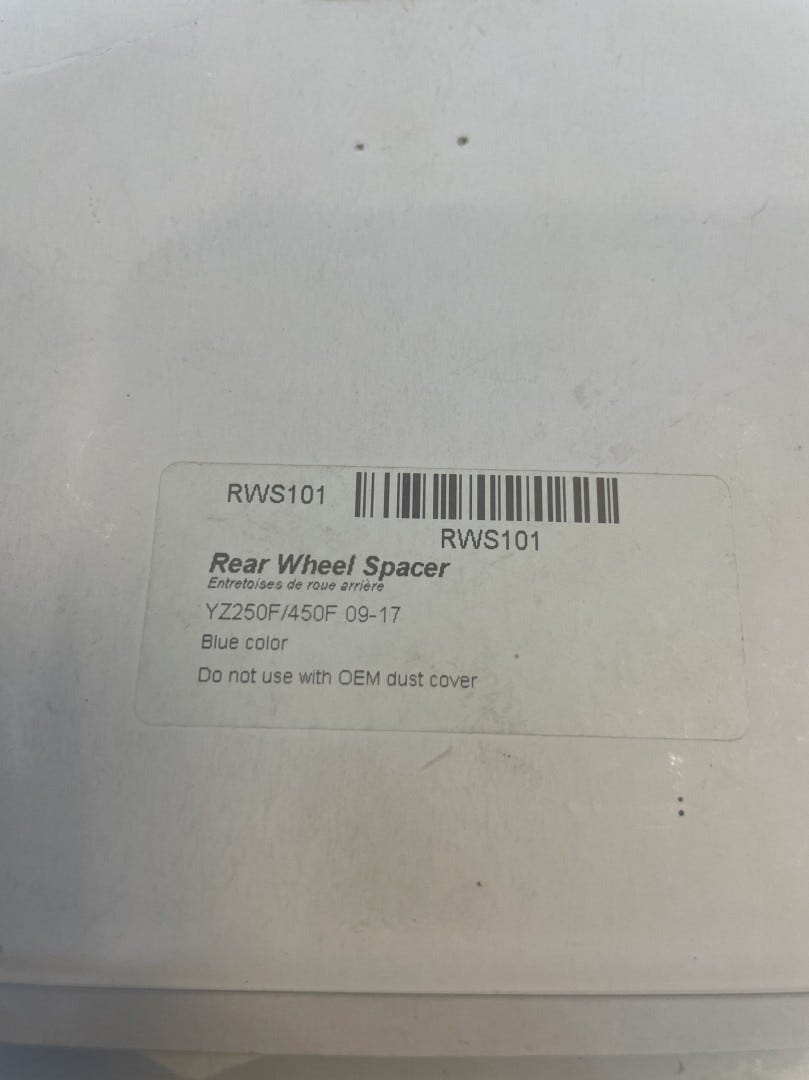 RWS101
RWS101
Rear Wheel Spacer
Entretoises de roue arrière
YZ250F/450F 09-17
Blue color
Do not use with OEM dust cover